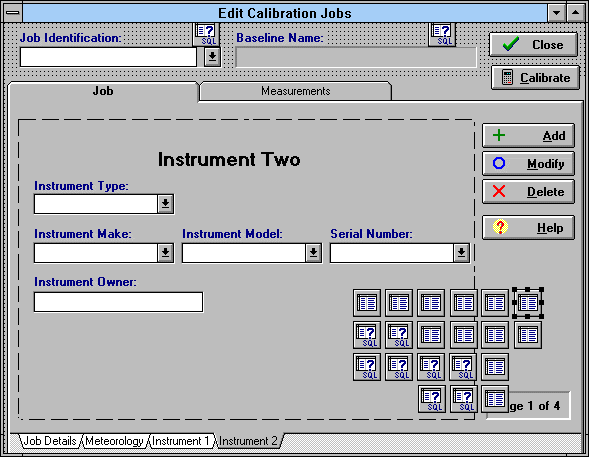 Edit Calibration Jobs
Job Identification:
SQL
Baseline Name:
SQL
Close
Calibrate
Job
Measurements
Instrument Two
Add
Modify
Delete
Help
Instrument Type:
Instrument Make:
Instrument Model:
Serial Number:
Instrument Owner:
SQL SQL
SQL SQL SQL SQL
SQL SQL
ge 1 of 4
Job Details
Meteorology
Instrument 1
Instrument 2